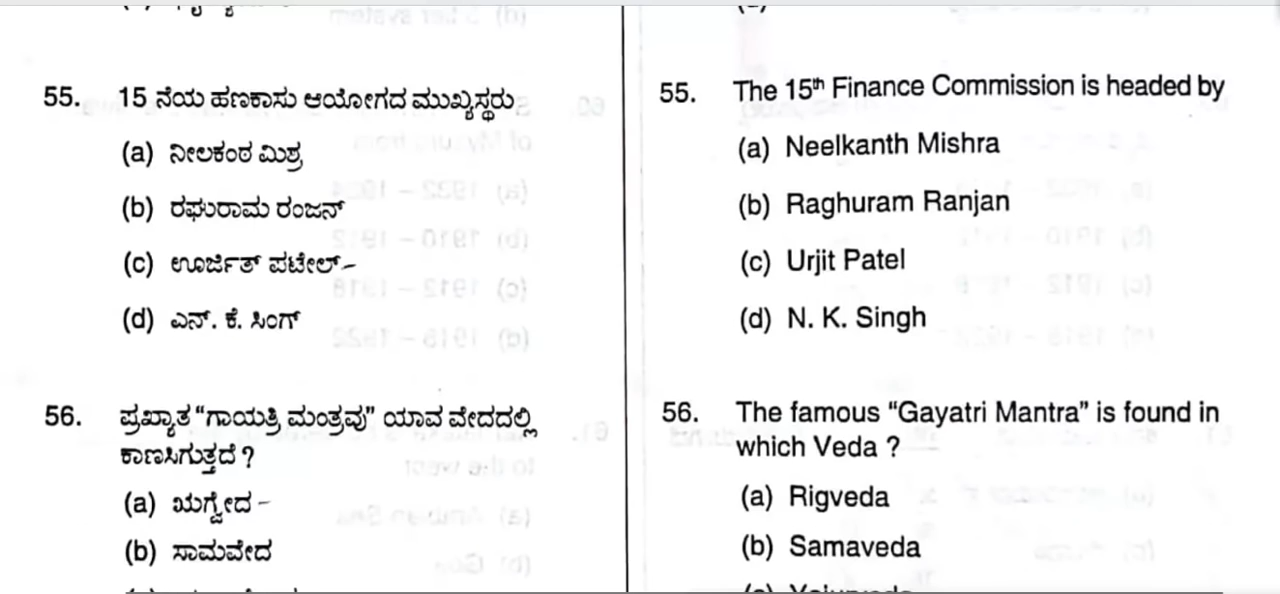 55. 15 ನೆಯ ಹಣಕಾಸು ಆಯೋಗದ ಮುಖ್ಯಸ್ಥರು
(a) ನೀಲಕಂಠ ಮಿಶ್ರ
(b) ರಘುರಾಮ ರಂಜನ್
(c) ಊರ್ಜಿತ್ ಪಟೇಲ್
(d) ಎನ್. ಕೆ. ಸಿಂಗ್
56. ಪ್ರಖ್ಯಾತ “ಗಾಯತ್ರಿ ಮಂತ್ರವು” ಯಾವ ವೇದದಲ್ಲಿ
ಕಾಣಸಿಗುತ್ತದೆ ?
(a) ಋಗ್ವೇದ
(b) ಸಾಮವೇದ
55. The 15th Finance Commission is headed by
(a) Neelkanth Mishra
(b) Raghuram Ranjan
(c) Urjit Patel
(d) N. K. Singh
56. The famous “Gayatri Mantra” is found in
which Veda ?
(a) Rigveda
(b) Samaveda